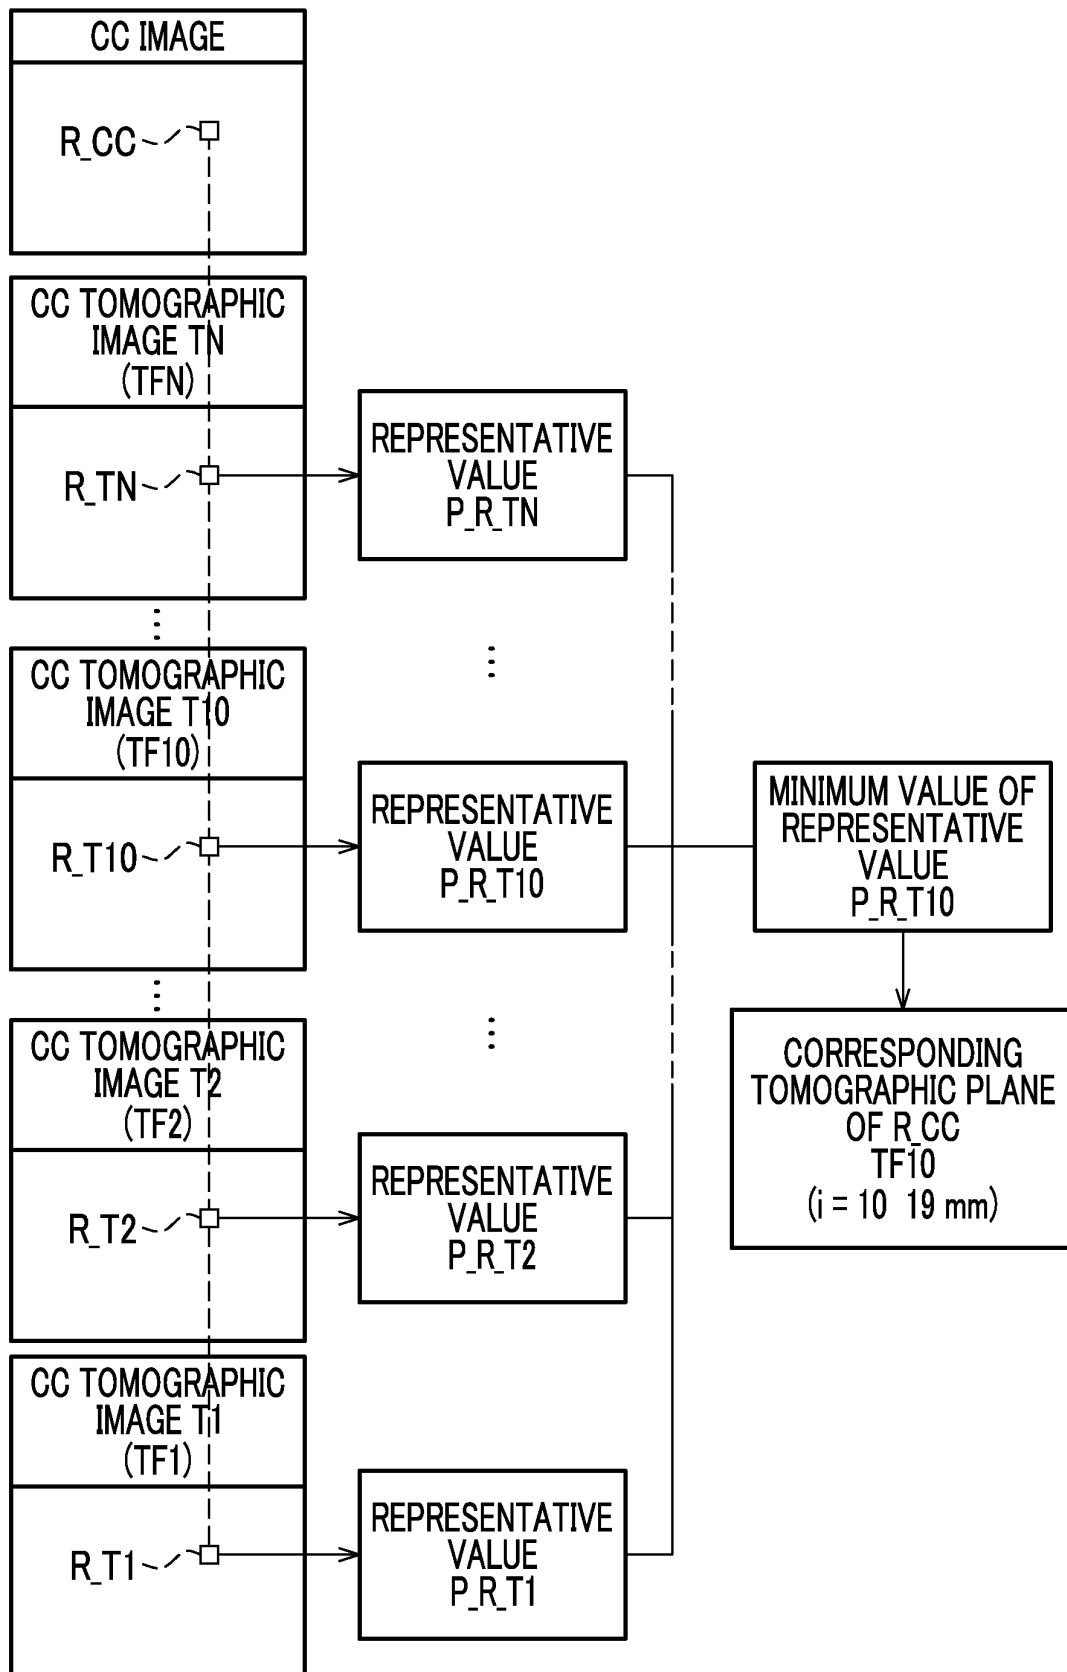 CC IMAGE
R_CC
CC TOMOGRAPHIC
IMAGE TN
(TFN)
R_TN
REPRESENTATIVE
VALUE
P_R_TN
CC TOMOGRAPHIC
IMAGE T10
(TF10)
R_T10
REPRESENTATIVE
VALUE
P_R_T10
MINIMUM VALUE OF
REPRESENTATIVE
VALUE
P_R_T10
CORRESPONDING
TOMOGRAPHIC PLANE
OF R_CC
TF10
(i = 10 19 mm)
CC TOMOGRAPHIC
IMAGE T2
(TF2)
R_T2
REPRESENTATIVE
VALUE
P_R_T2
CC TOMOGRAPHIC
IMAGE T1
(TF1)
R_T1
REPRESENTATIVE
VALUE
P_R_T1